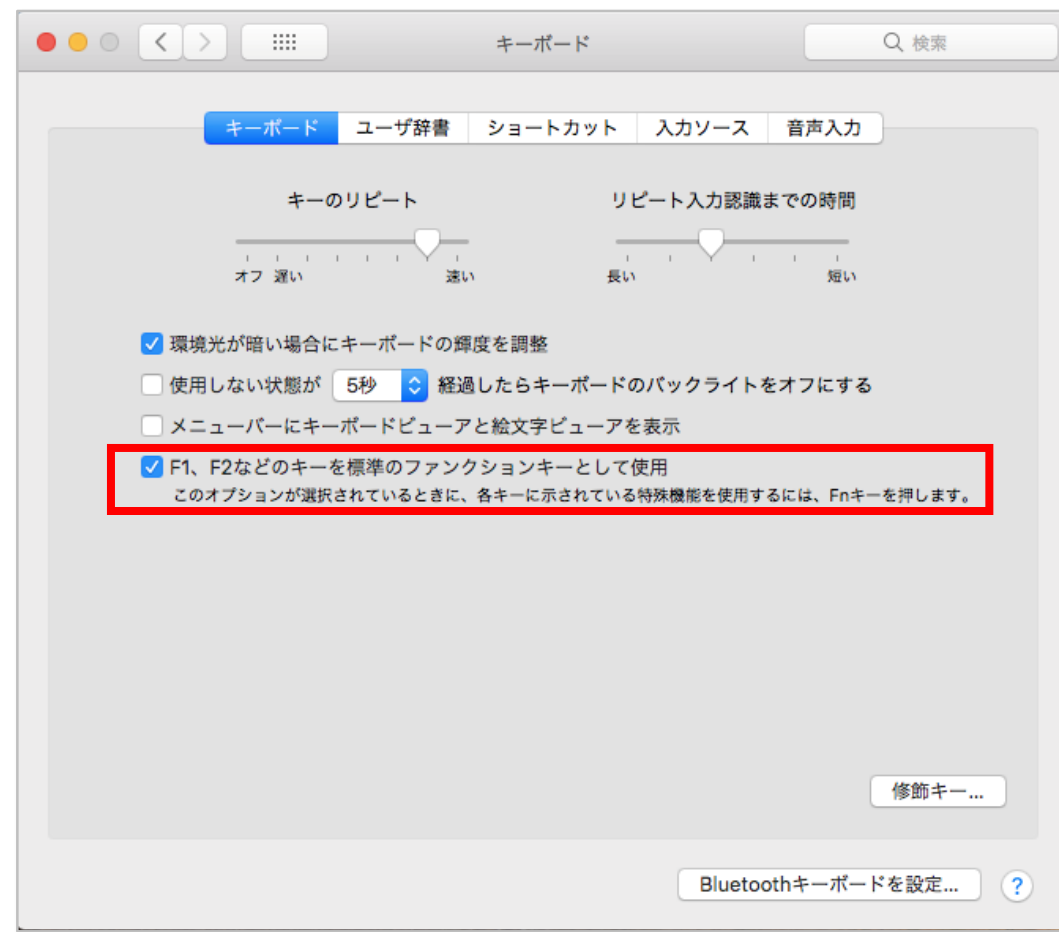 キーボード
検索
キーボード ユーザ辞書 ショートカット 入力ソース 音声入力
キーのリピート
リピート入力認識までの時間
オフ 遅い 速い
長い 短い
環境光が暗い場合にキーボードの輝度を調整
使用しない状態が 5秒 経過したらキーボードのバックライトをオフにする
メニューバーにキーボードビューアと絵文字ビューアを表示
F1、F2などのキーを標準のファンクションキーとして使用
このオプションが選択されているときに、各キーに示されている特殊機能を使用するには、Fnキーを押します。
修飾キー...
Bluetoothキーボードを設定...
?